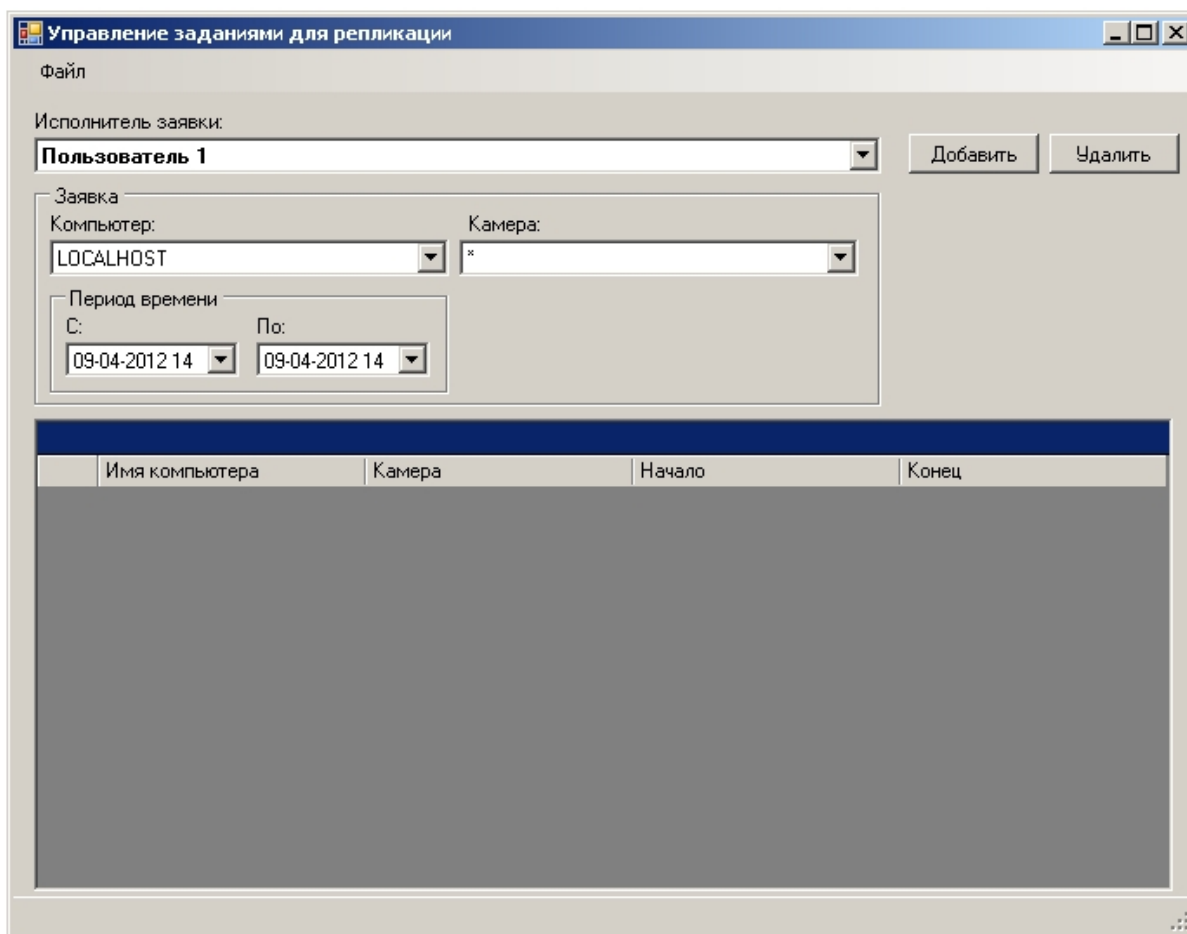 Управление заданиями для репликации
Файл
Исполнитель заявки:
Пользователь 1
Добавить Удалить
Заявка
Компьютер: Камера:
LOCALHOST *
Период времени
С: По:
09-04-2012 14 09-04-2012 14
Имя компьютера Камера Начало Конец